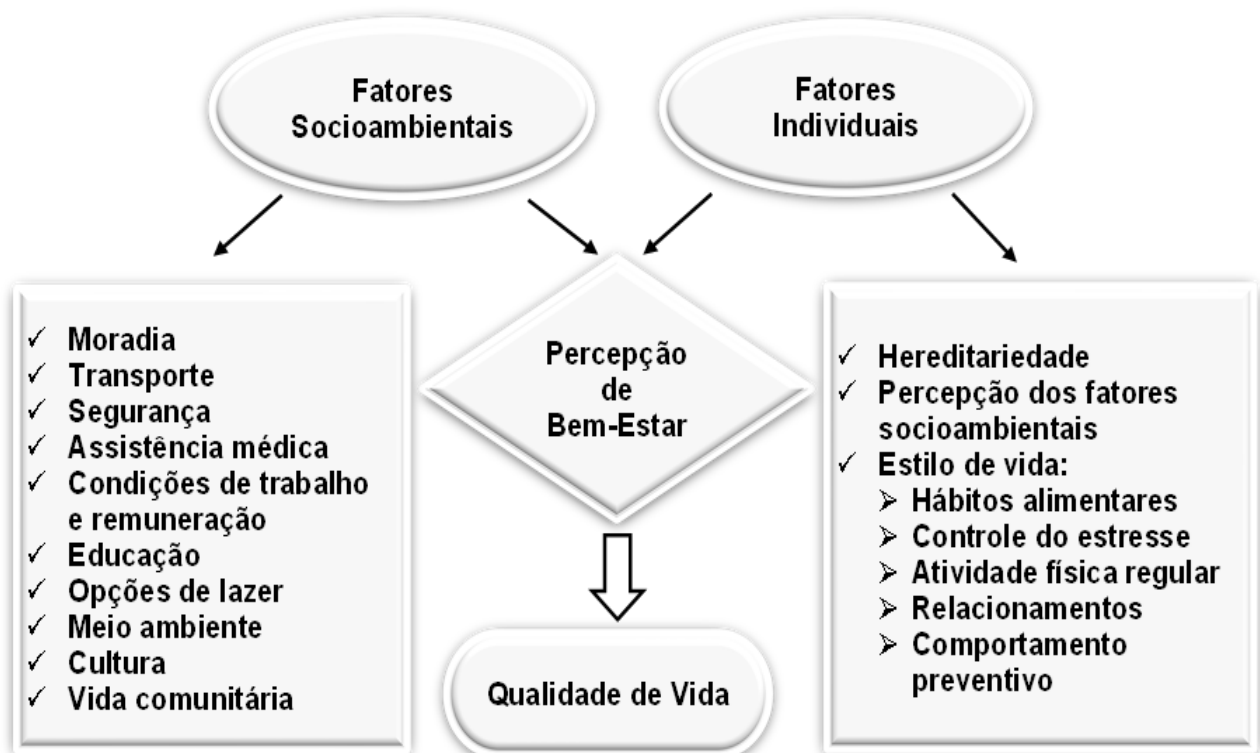 Fatores
Socioambientais
Fatores
Individuais
✓ Moradia
✓ Transporte
✓ Segurança
✓ Assistência médica
✓ Condições de trabalho
e remuneração
✓ Educação
✓ Opções de lazer
✓ Meio ambiente
✓ Cultura
✓ Vida comunitária
Percepção
de
Bem-Estar
✓ Hereditariedade
✓ Percepção dos fatores
socioambientais
✓ Estilo de vida:
➢ Hábitos alimentares
➢ Controle do estresse
➢ Atividade física regular
➢ Relacionamentos
➢ Comportamento
preventivo
Qualidade de Vida